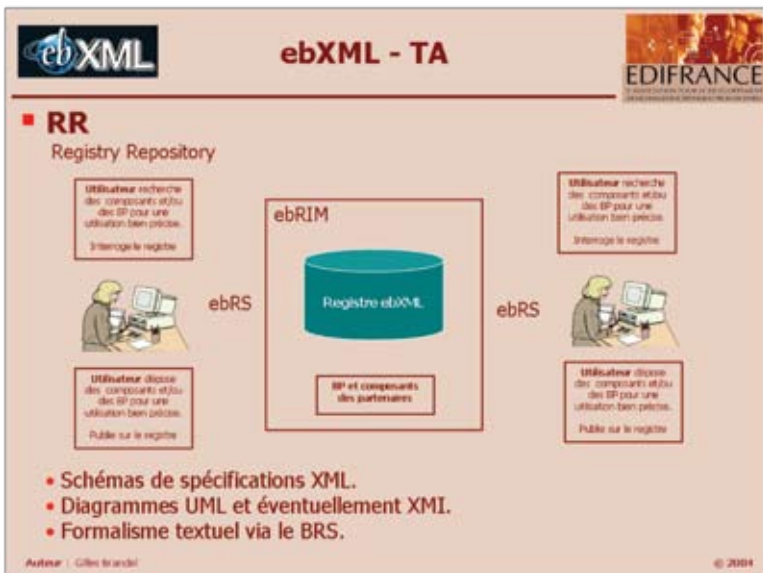 ebXML
ebXML - TA
EDIFRANCE
RR
Registry Repository
Utilisateur recherche
des composants et/ou
des BP pour une
utilisation bien précise.
Interroge le registre
ebRS
Utilisateur dispose
des composants et/ou
des BP pour une
utilisation bien précise.
Publie sur le registre
ebRIM
Registre ebXML
BP et composants
des partenaires
Utilisateur recherche
des composants et/ou
des BP pour une
utilisation bien précise.
Interroge le registre
ebRS
Utilisateur dispose
des composants et/ou
des BP pour une
utilisation bien précise.
Publie sur le registre
• Schémas de spécifications XML.
• Diagrammes UML et éventuellement XMI.
• Formalisme textuel via le BRS.
Auteur : Gilles Brandel
© 2004